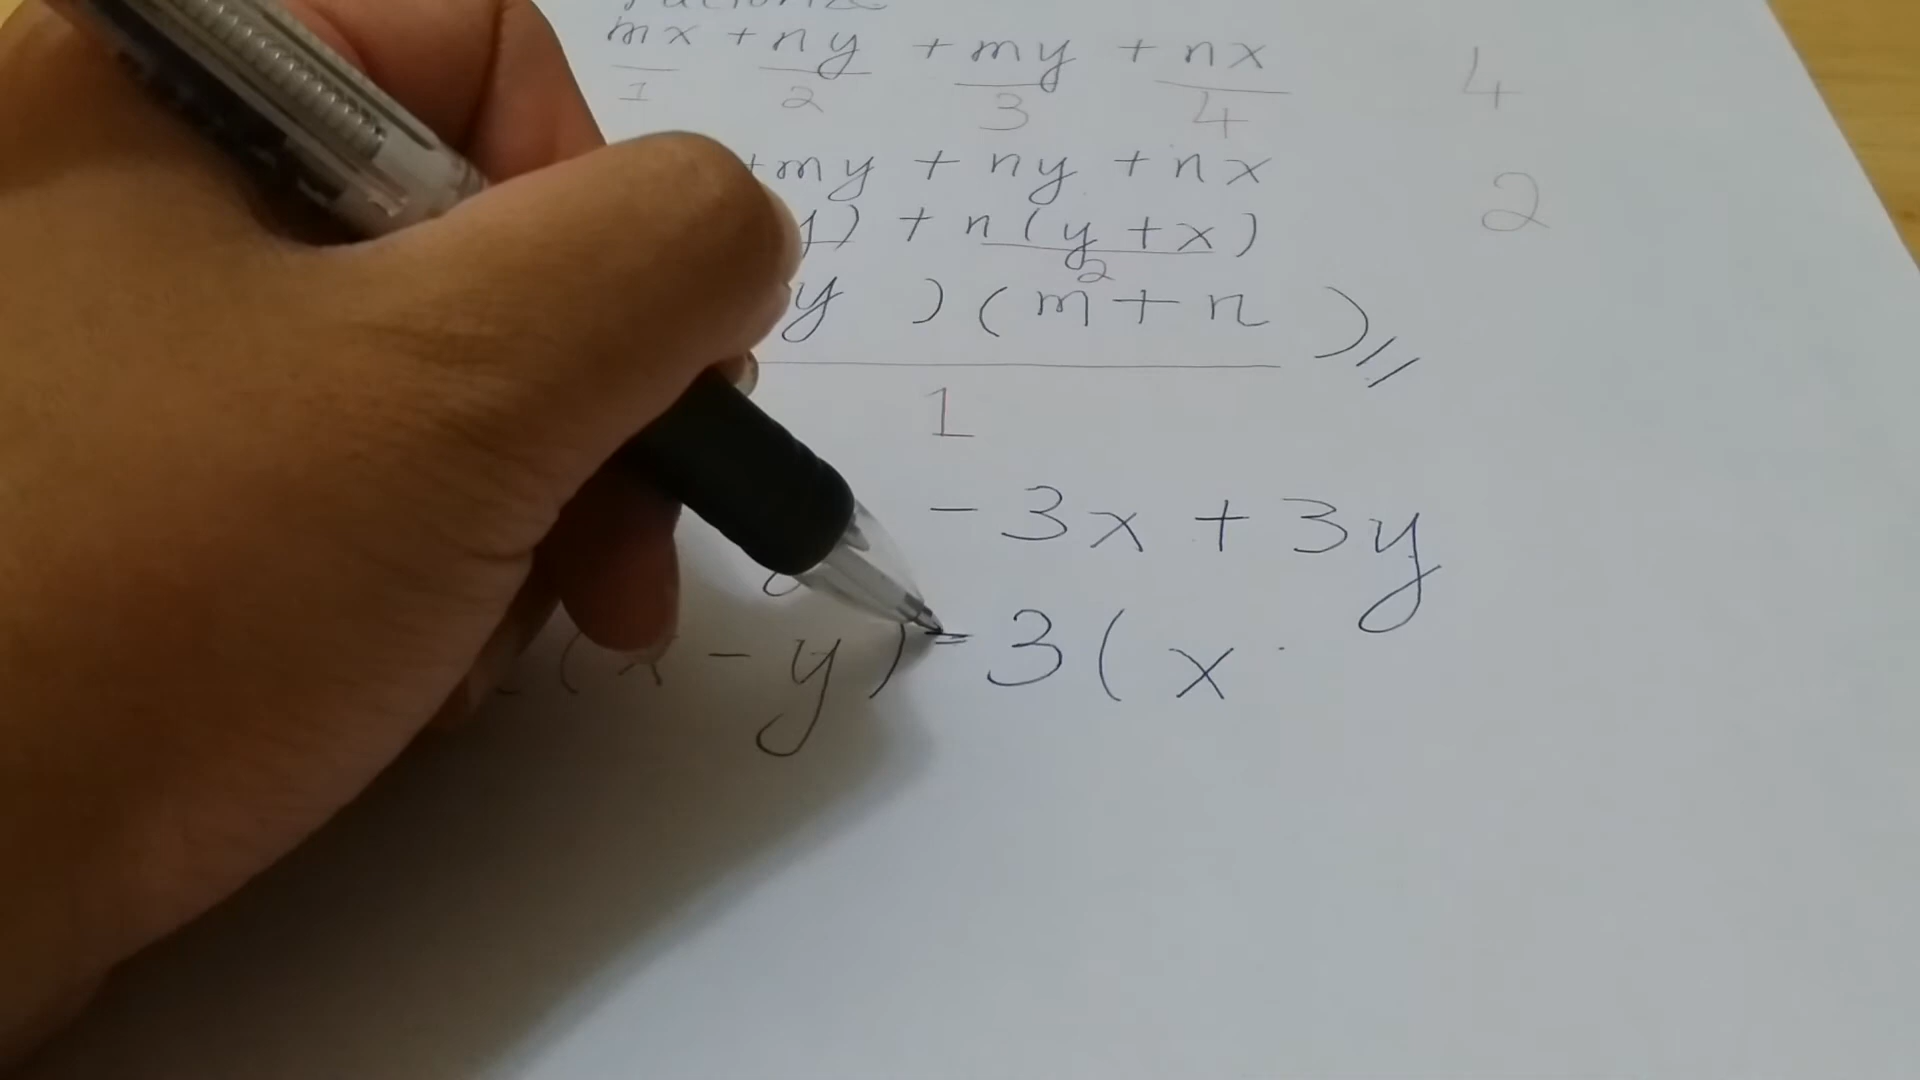 mx + ny + my + nx 4
1 2 3 4
+ my + ny + nx 2
y) + n(y + x)
2
y ) ( m + n )//
1
- 3x + 3y
(x - y) - 3( x